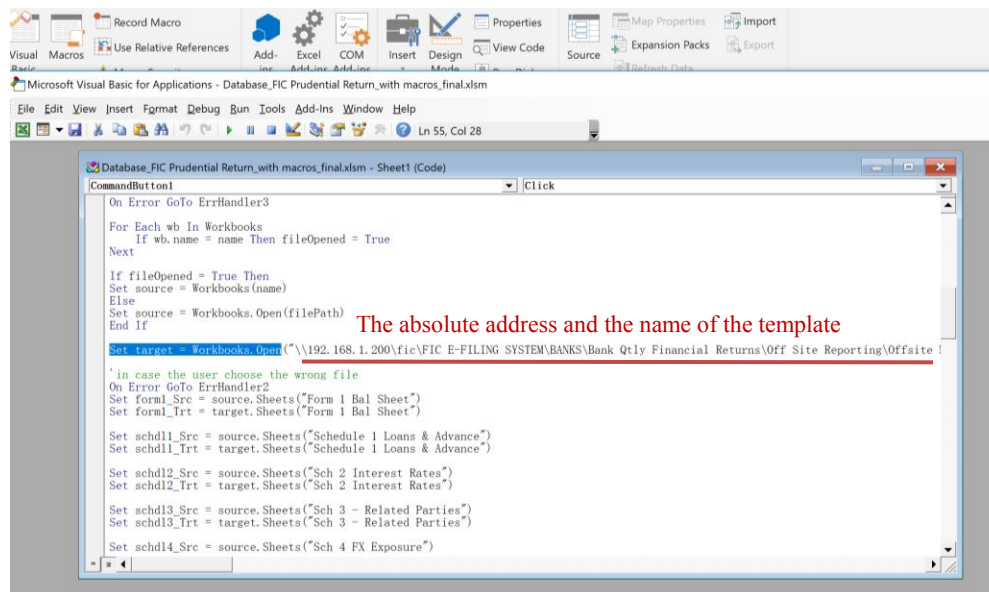 Record Macro
Use Relative References
Visual
Macros
Add-
Excel
COM
Insert
Design
Mode
Add-ins
Add-ins
Properties
View Code
Source
Map Properties
Expansion Packs
Refresh Data
Import
Export
Microsoft Visual Basic for Applications - Database_FIC Prudential Return_with macros_final.xlsm
File Edit View Insert Format Debug Run Tools Add-Ins Window Help
Ln 55, Col 28
Database_FIC Prudential Return_with macros_final.xlsm - Sheet1 (Code)
CommandButton1
Click
On Error GoTo ErrHandler3
For Each wb In Workbooks
If wb.name = name Then fileOpened = True
Next
If fileOpened = True Then
Set source = Workbooks(name)
Else
Set source = Workbooks.Open(filePath)
End If
The absolute address and the name of the template
Set target = Workbooks.Open("\\192.168.1.200\fic\FIC E-FILING SYSTEM\BANKS\Bank Qtly Financial Returns\Off Site Reporting\Offsite
'in case the user choose the wrong file
On Error GoTo ErrHandler2
Set form1_Src = source.Sheets("Form 1 Bal Sheet")
Set form1_Trt = target.Sheets("Form 1 Bal Sheet")
Set schdl1_Src = source.Sheets("Schedule 1 Loans & Advance")
Set schdl1_Trt = target.Sheets("Schedule 1 Loans & Advance")
Set schdl2_Src = source.Sheets("Sch 2 Interest Rates")
Set schdl2_Trt = target.Sheets("Sch 2 Interest Rates")
Set schdl3_Src = source.Sheets("Sch 3 - Related Parties")
Set schdl3_Trt = target.Sheets("Sch 3 - Related Parties")
Set schdl4_Src = source.Sheets("Sch 4 FX Exposure")